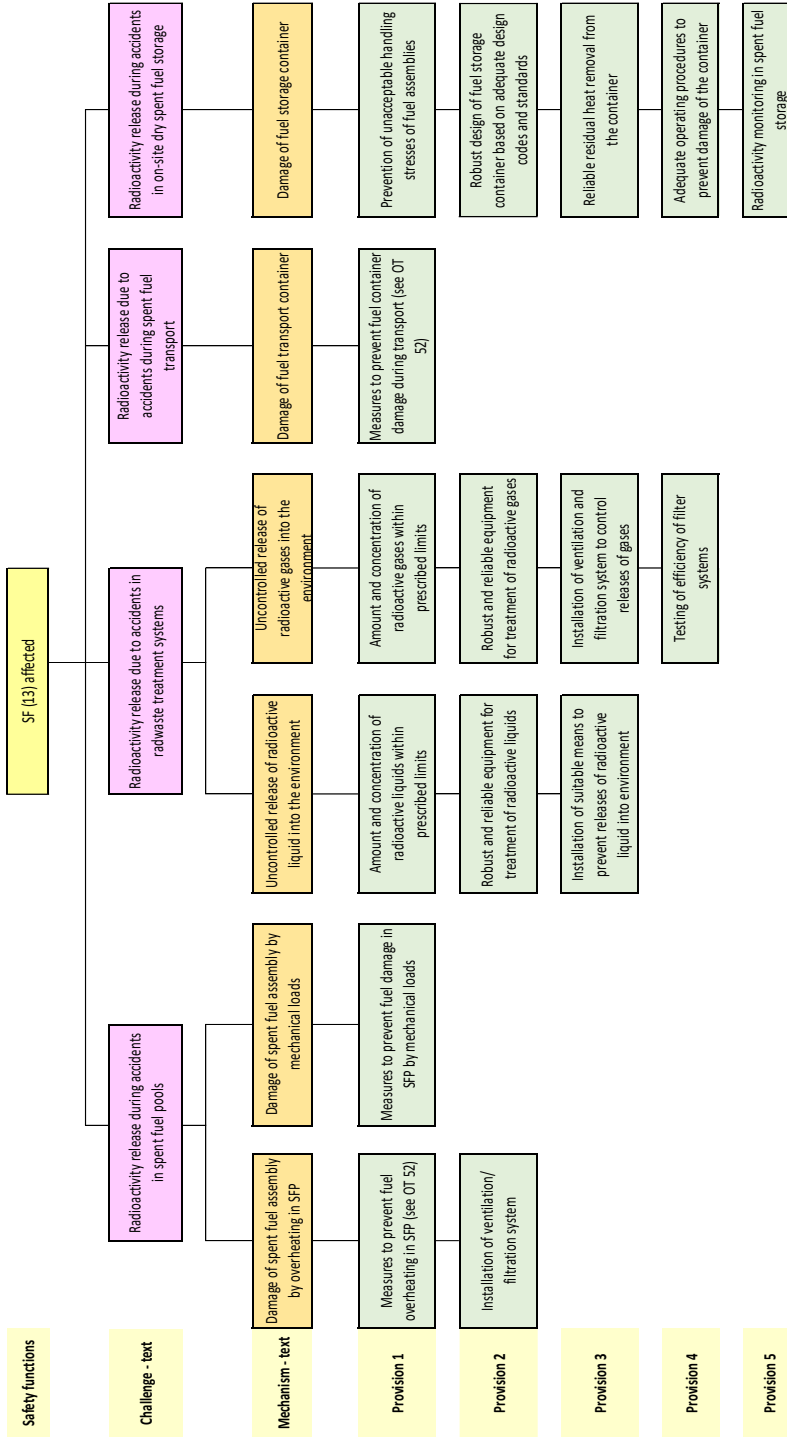 Safety functions
SF (13) affected
Challenge - text
Radioactivity release during accidents
in spent fuel pools
Radioactivity release due to accidents in
radwaste treatment systems
Radioactivity release due to
accidents during spent fuel
transport
Radioactivity release during accidents
in on-site dry spent fuel storage
Mechanism - text
Damage of spent fuel assembly
by overheating in SFP
Damage of spent fuel assembly by
mechanical loads
Uncontrolled release of radioactive
liquid into the environment
Uncontrolled release of
radioactive gases into the
environment
Damage of fuel transport container
Damage of fuel storage container
Provision 1
Measures to prevent fuel
overheating in SFP (see OT 52)
Measures to prevent fuel damage in
SFP by mechanical loads
Amount and concentration of
radioactive liquids within
prescribed limits
Amount and concentration of
radioactive gases within
prescribed limits
Measures to prevent fuel container
damage during transport (see OT
52)
Prevention of unacceptable handling
stresses of fuel assemblies
Provision 2
Installation of ventilation/
filtration system
Robust and reliable equipment for
treatment of radioactive liquids
Robust and reliable equipment
for treatment of radioactive gases
Robust design of fuel storage
container based on adequate design
codes and standards
Provision 3
Installation of suitable means to
prevent releases of radioactive
liquid into environment
Installation of ventilation and
filtration system to control
releases of gases
Reliable residual heat removal from
the container
Provision 4
Testing of efficiency of filter
systems
Adequate operating procedures to
prevent damage of the container
Provision 5
Radioactivity monitoring in spent fuel
storage